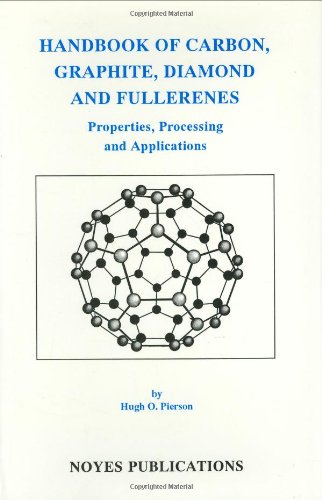 HANDBOOK OF CARBON,
GRAPHITE, DIAMOND
AND FULLERENES
Properties, Processing
and Applications
by
Hugh O. Pierson
NOYES PUBLICATIONS